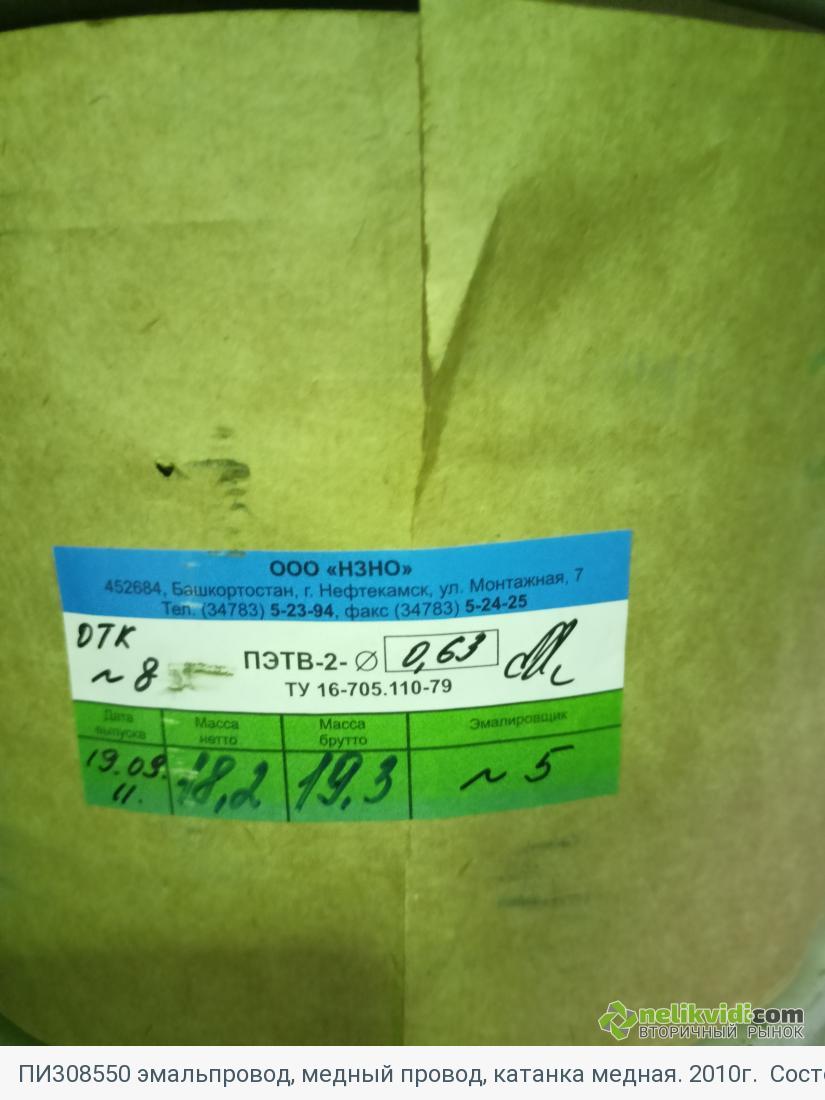 ООО «НЗНО»
452684, Башкортостан, г. Нефтекамск, ул. Монтажная, 7
Тел. (34783) 5-23-94, факс (34783) 5-24-25
ОТК
~ 8
ПЭТВ-2- ∅ 0,63
ТУ 16-705.110-79
Дата выпуска
Масса нетто
Масса брутто
Эмалировщик
19.09.
11.
18,2
19,3
~ 5
nelikvidi.com
ВТОРИЧНЫЙ РЫНОК
ПИ308550 эмальпровод, медный провод, катанка медная. 2010г. Сост